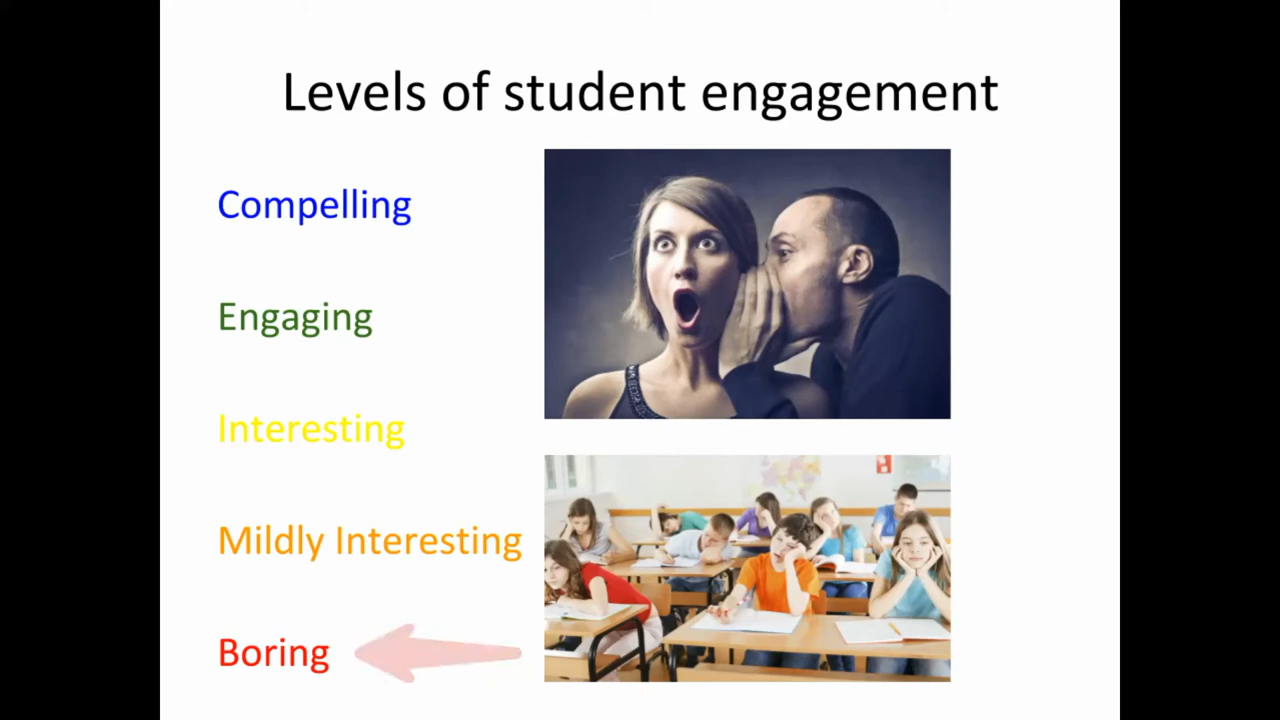 Levels of student engagement
Compelling
Engaging
Interesting
Mildly Interesting
Boring